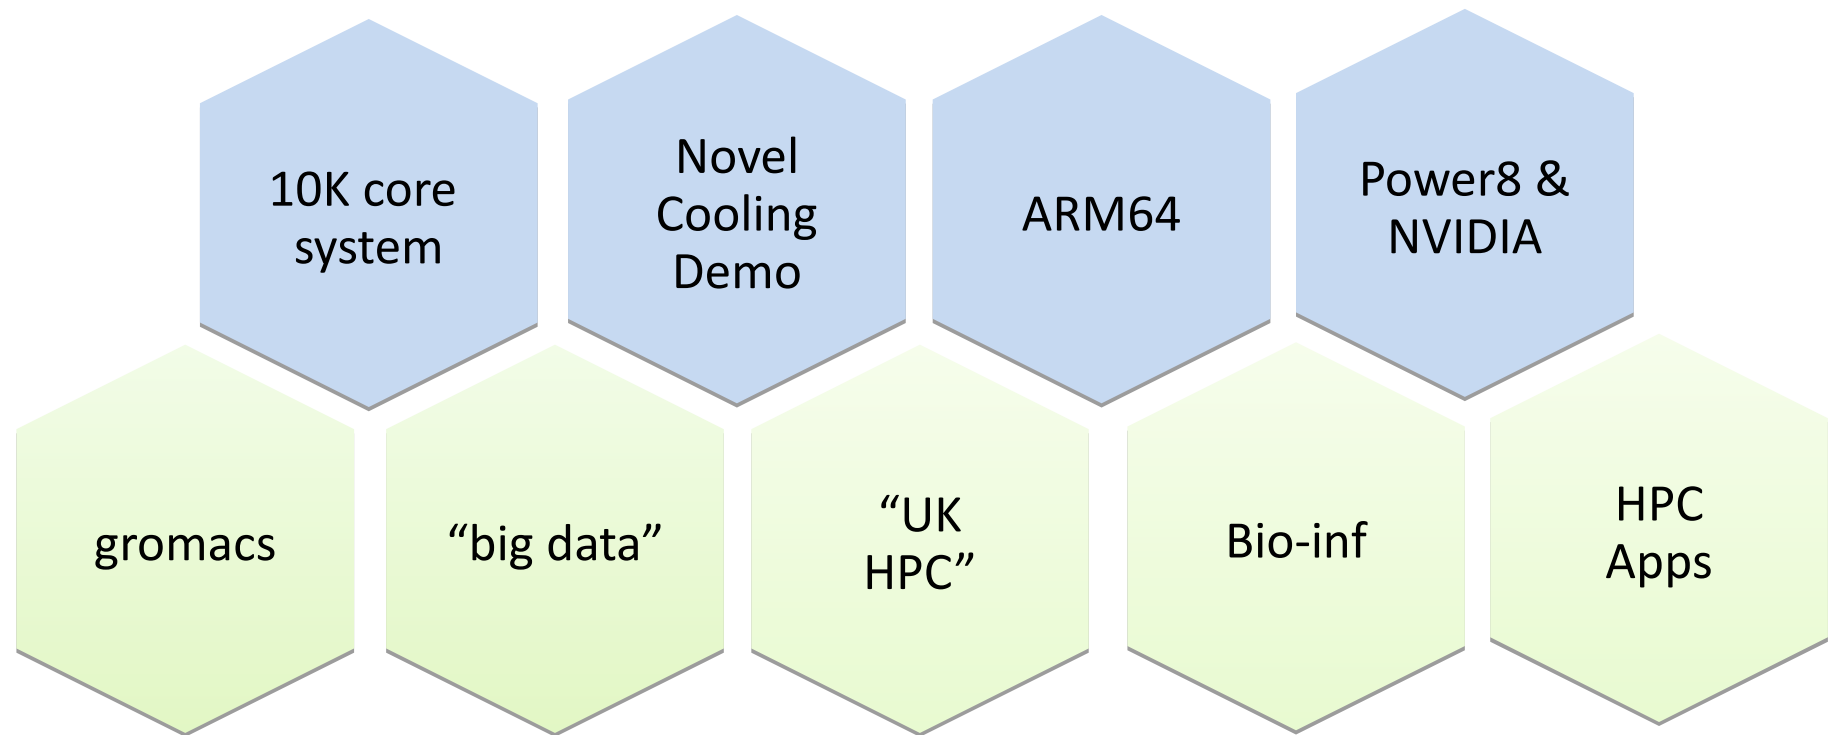 10K core
system
Novel
Cooling
Demo
ARM64
Power8 &
NVIDIA
gromacs
“big data”
“UK
HPC”
Bio-inf
HPC
Apps